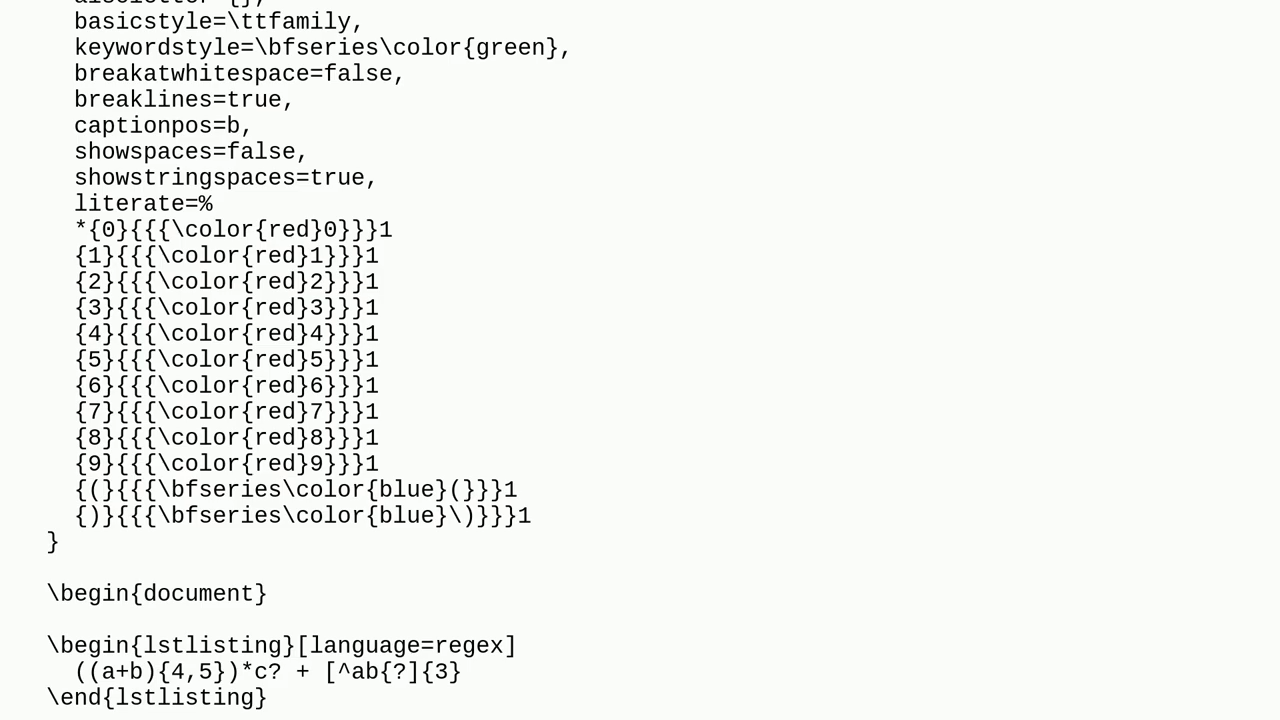 basicstyle=\ttfamily,
keywordstyle=\bfseries\color{green},
breakatwhitespace=false,
breaklines=true,
captionpos=b,
showspaces=false,
showstringspaces=true,
literate=%
*{0}{{{\color{red}0}}}1
{1}{{{\color{red}1}}}1
{2}{{{\color{red}2}}}1
{3}{{{\color{red}3}}}1
{4}{{{\color{red}4}}}1
{5}{{{\color{red}5}}}1
{6}{{{\color{red}6}}}1
{7}{{{\color{red}7}}}1
{8}{{{\color{red}8}}}1
{9}{{{\color{red}9}}}1
{(}{{{\bfseries\color{blue}(}}}1
{)}{{{\bfseries\color{blue}\)}}}1
}
\begin{document}
\begin{lstlisting}[language=regex]
((a+b){4,5})*c? + [^ab{?]{3}
\end{lstlisting}